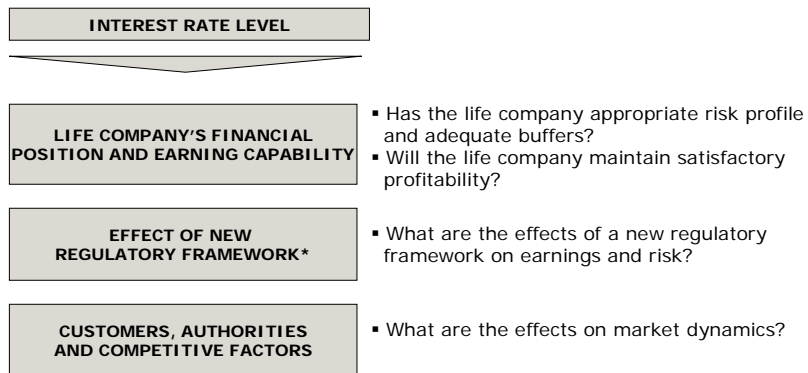 INTEREST RATE LEVEL
LIFE COMPANY'S FINANCIAL
POSITION AND EARNING CAPABILITY
▪ Has the life company appropriate risk profile
and adequate buffers?
▪ Will the life company maintain satisfactory
profitability?
EFFECT OF NEW
REGULATORY FRAMEWORK*
▪ What are the effects of a new regulatory
framework on earnings and risk?
CUSTOMERS, AUTHORITIES
AND COMPETITIVE FACTORS
▪ What are the effects on market dynamics?